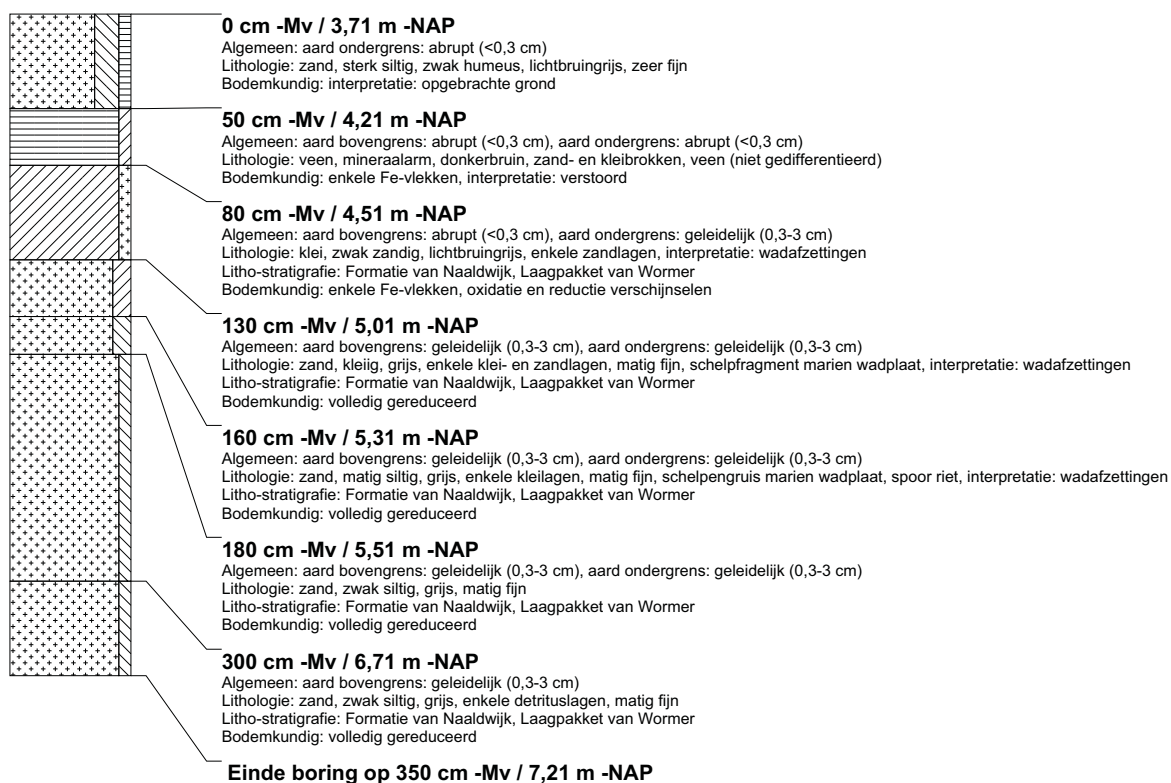 0 cm -Mv / 3,71 m -NAP
Algemeen: aard ondergrens: abrupt (<0,3 cm)
Lithologie: zand, sterk siltig, zwak humeus, lichtbruingrijs, zeer fijn
Bodemkundig: interpretatie: opgebrachte grond
50 cm -Mv / 4,21 m -NAP
Algemeen: aard bovengrens: abrupt (<0,3 cm), aard ondergrens: abrupt (<0,3 cm)
Lithologie: veen, mineraalarm, donkerbruin, zand- en kleibrokken, veen (niet gedifferentieerd)
Bodemkundig: enkele Fe-vlekken, interpretatie: verstoord
80 cm -Mv / 4,51 m -NAP
Algemeen: aard bovengrens: abrupt (<0,3 cm), aard ondergrens: geleidelijk (0,3-3 cm)
Lithologie: klei, zwak zandig, lichtbruingrijs, enkele zandlagen, interpretatie: wadafzettingen
Litho-stratigrafie: Formatie van Naaldwijk, Laagpakket van Wormer
Bodemkundig: enkele Fe-vlekken, oxidatie en reductie verschijnselen
130 cm -Mv / 5,01 m -NAP
Algemeen: aard bovengrens: geleidelijk (0,3-3 cm), aard ondergrens: geleidelijk (0,3-3 cm)
Lithologie: zand, kleiig, grijs, enkele klei- en zandlagen, matig fijn, schelpfragment marien wadplaat, interpretatie: wadafzettingen
Litho-stratigrafie: Formatie van Naaldwijk, Laagpakket van Wormer
Bodemkundig: volledig gereduceerd
160 cm -Mv / 5,31 m -NAP
Algemeen: aard bovengrens: geleidelijk (0,3-3 cm), aard ondergrens: geleidelijk (0,3-3 cm)
Lithologie: zand, matig siltig, grijs, enkele kleilagen, matig fijn, schelpengruis marien wadplaat, spoor riet, interpretatie: wadafzettingen
Litho-stratigrafie: Formatie van Naaldwijk, Laagpakket van Wormer
Bodemkundig: volledig gereduceerd
180 cm -Mv / 5,51 m -NAP
Algemeen: aard bovengrens: geleidelijk (0,3-3 cm), aard ondergrens: geleidelijk (0,3-3 cm)
Lithologie: zand, zwak siltig, grijs, matig fijn
Litho-stratigrafie: Formatie van Naaldwijk, Laagpakket van Wormer
Bodemkundig: volledig gereduceerd
300 cm -Mv / 6,71 m -NAP
Algemeen: aard bovengrens: geleidelijk (0,3-3 cm)
Lithologie: zand, zwak siltig, grijs, enkele detrituslagen, matig fijn
Litho-stratigrafie: Formatie van Naaldwijk, Laagpakket van Wormer
Bodemkundig: volledig gereduceerd
Einde boring op 350 cm -Mv / 7,21 m -NAP